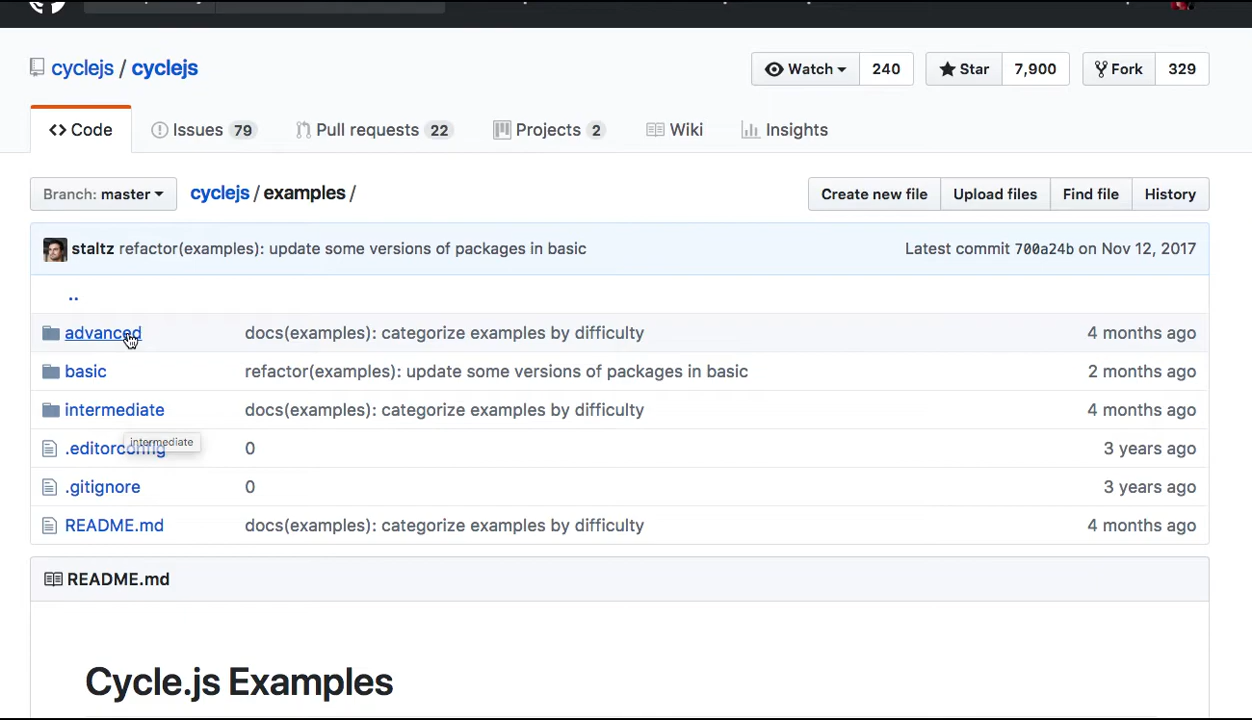 cyclejs / cyclejs
Watch 240 Star 7,900 Fork 329
Code Issues 79 Pull requests 22 Projects 2 Wiki Insights
Branch: master cyclejs / examples / Create new file Upload files Find file History
staltz refactor(examples): update some versions of packages in basic Latest commit 700a24b on Nov 12, 2017
..
advanced docs(examples): categorize examples by difficulty 4 months ago
basic refactor(examples): update some versions of packages in basic 2 months ago
intermediate docs(examples): categorize examples by difficulty 4 months ago
intermediate
.editorconfig 0 3 years ago
.gitignore 0 3 years ago
README.md docs(examples): categorize examples by difficulty 4 months ago
README.md
Cycle.js Examples